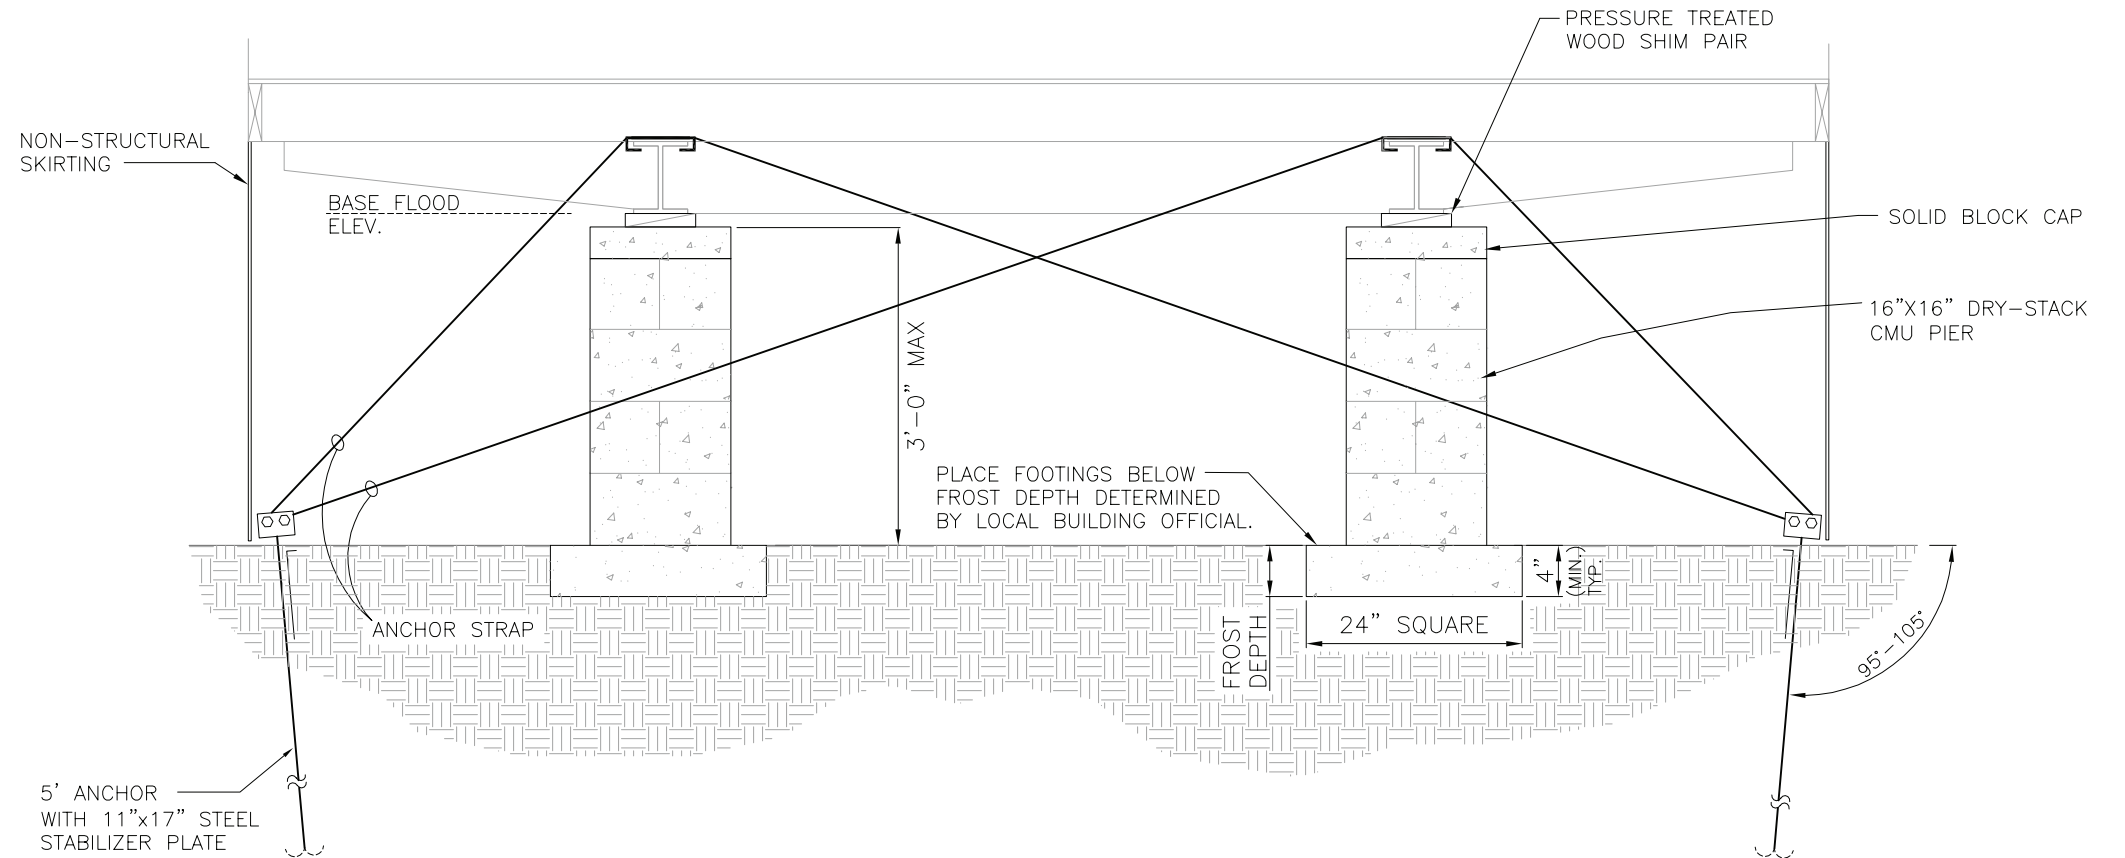 PRESSURE TREATED
WOOD SHIM PAIR
NON-STRUCTURAL
SKIRTING
BASE FLOOD
ELEV.
SOLID BLOCK CAP
16"X16" DRY-STACK
CMU PIER
3'-0" MAX
PLACE FOOTINGS BELOW
FROST DEPTH DETERMINED
BY LOCAL BUILDING OFFICIAL.
4"
(MIN.)
TYP.
24" SQUARE
FROST
DEPTH
ANCHOR STRAP
95°-105°
5' ANCHOR
WITH 11"x17" STEEL
STABILIZER PLATE